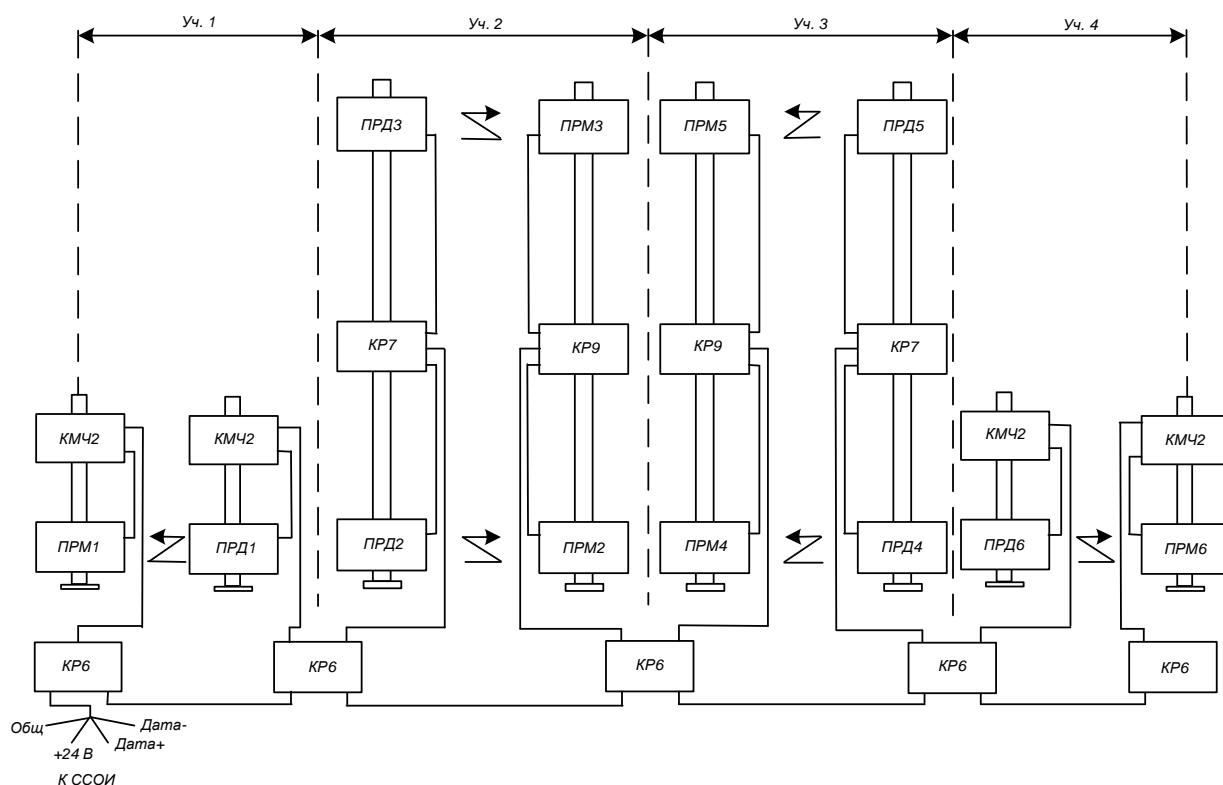 Уч. 1
Уч. 2
Уч. 3
Уч. 4
ПРД3
ПРМ3
ПРМ5
ПРД5
КР7
КР9
КР9
КР7
КМЧ2
КМЧ2
КМЧ2
КМЧ2
ПРМ1
ПРД1
ПРД2
ПРМ2
ПРМ4
ПРД4
ПРД6
ПРМ6
КР6
КР6
КР6
КР6
КР6
Общ
+24 В
Дата+
Дата-
К ССОИ